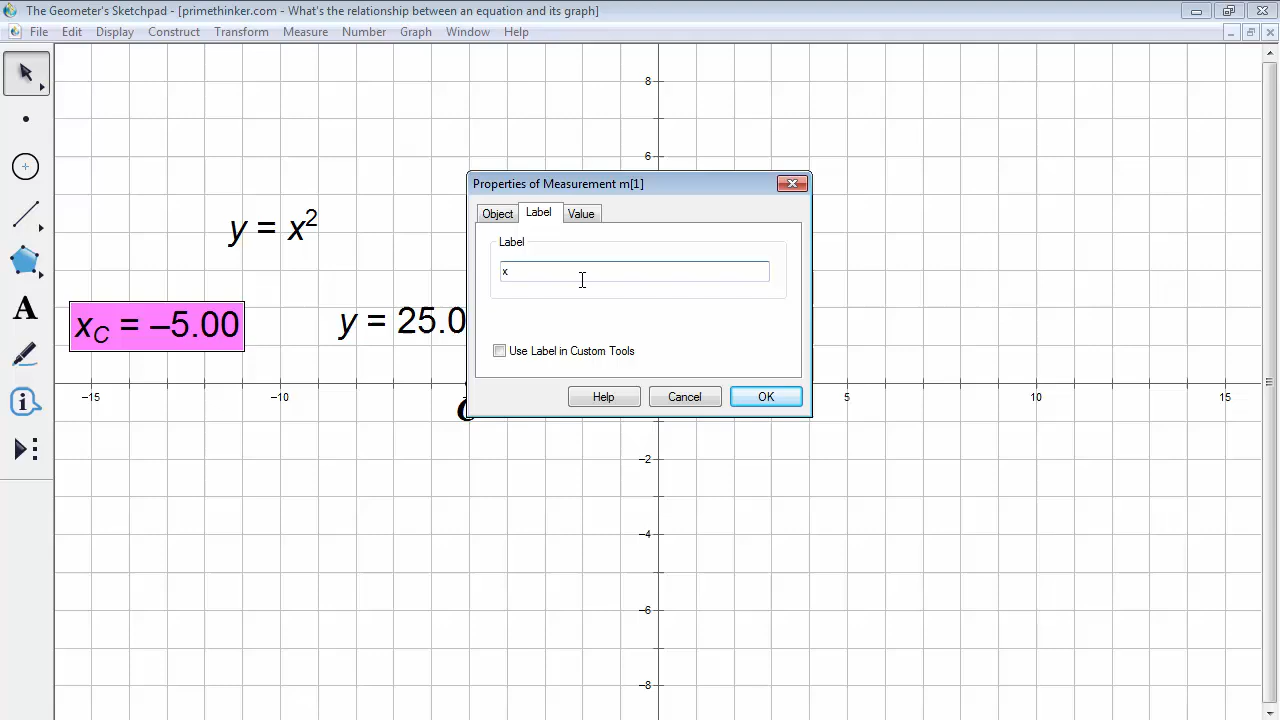 The Geometer's Sketchpad - [primethinker.com - What's the relationship between an equation and its graph]
File Edit Display Construct Transform Measure Number Graph Window Help
8
6
Properties of Measurement m[1]
Object Label Value
Label
x
y = x²
x_C = –5.00
y = 25.0
Use Label in Custom Tools
Help Cancel OK
–15 –10 5 10 15
–2
–4
–6
–8
A